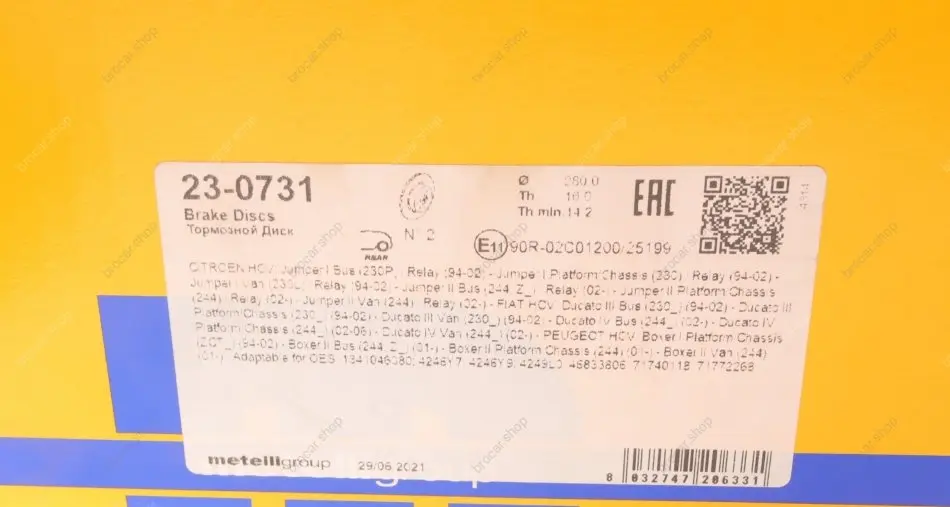 23-0731
Brake Discs
Тормозной Диск
N 2
REAR
Ø 280.0
Th 16.0
Th min 14.2
EAC
4814
E11 90R-02C01200/25199
CITROEN HCV Jumper I Bus (230P) Relay (94-02) - Jumper I Platform/Chassis (230) Relay (94-02) -
Jumper I Van (230L) Relay (94-02) - Jumper II Bus (244_Z_) Relay (02-) - Jumper II Platform/Chassis
(244) Relay (02-) - Jumper II Van (244) Relay (02-) - FIAT HCV Ducato III Bus (230_) (94-02) - Ducato III
Platform/Chassis (230_) (94-02) - Ducato III Van (230_) (94-02) - Ducato IV Bus (244_) (02-) - Ducato IV
Platform/Chassis (244_) (02-06) - Ducato IV Van (244_) (02-) - PEUGEOT HCV Boxer I Platform/Chassis
(ZCT_) (94-02) - Boxer II Bus (244_Z_) (01-) - Boxer II Platform/Chassis (244) (01-) - Boxer II Van (244)
(01-) Adaptable for OES 1341046080 4246Y7 4246Y8 4249L0 46833806 71740118 71772268
metelligroup
29/06/2021
8 032747 206331
brocar.shop